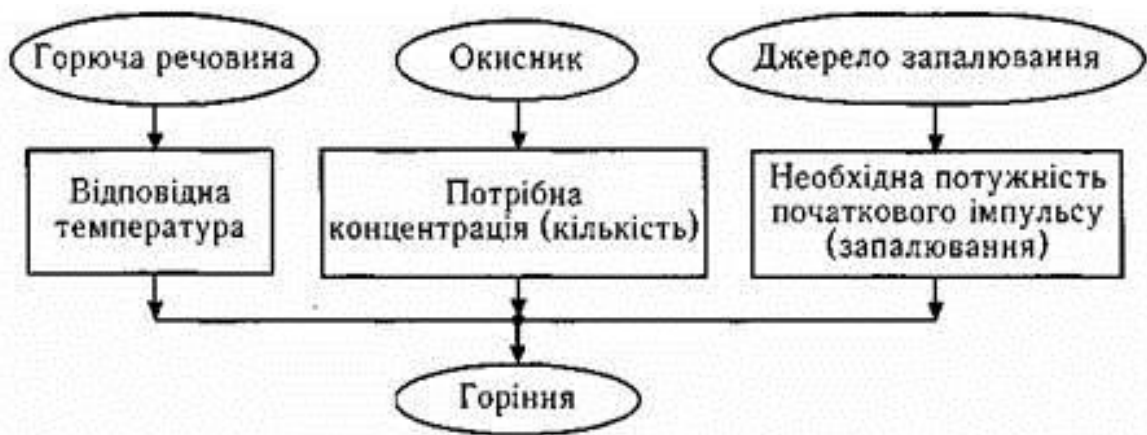 Горюча речовина
Окисник
Джерело запалювання
Відповідна
температура
Потрібна
концентрація (кількість)
Необхідна потужність
початкового імпульсу
(запалювання)
Горіння